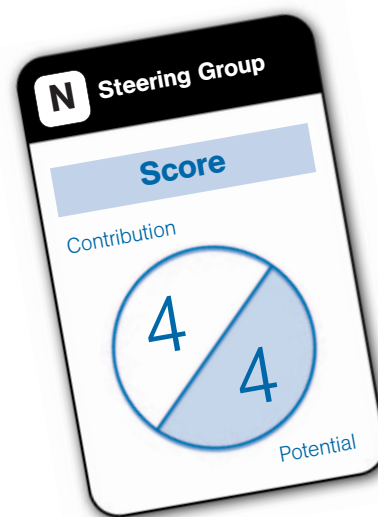 N Steering Group
Score
Contribution
4
4
Potential